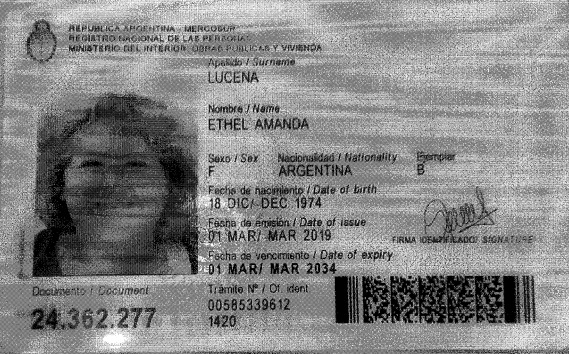 REPUBLICA ARGENTINA - MERCOSUR
REGISTRO NACIONAL DE LAS PERSONAS
MINISTERIO DEL INTERIOR, OBRAS PUBLICAS Y VIVIENDA
Apellido / Surname
LUCENA
Nombre / Name
ETHEL AMANDA
Sexo / Sex Nacionalidad / Nationality Ejemplar
F ARGENTINA B
Fecha de nacimiento / Date of birth
18 DIC/ DEC 1974
Fecha de emisión / Date of issue
01 MAR/ MAR 2019
FIRMA IDENTIFICADO/ SIGNATURE
Fecha de vencimiento / Date of expiry
01 MAR/ MAR 2034
Documento / Document
24.362.277
Trámite Nº / Of. ident.
00585339612
1420